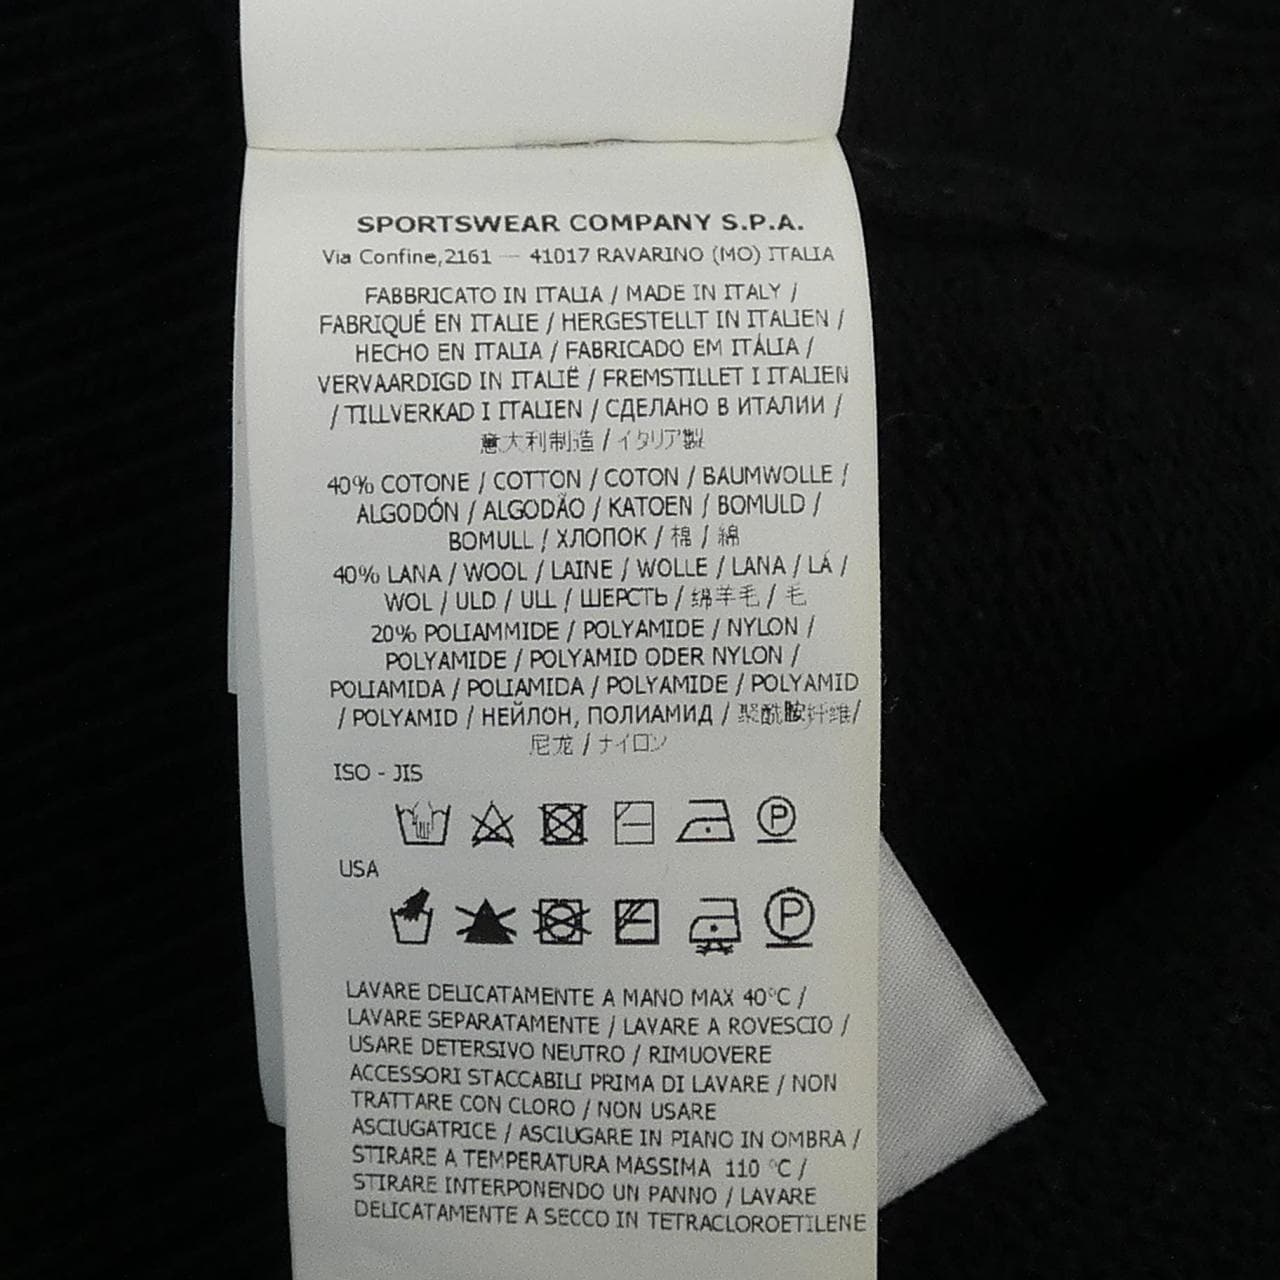 SPORTSWEAR COMPANY S.P.A.
Via Confine,2161 — 41017 RAVARINO (MO) ITALIA
FABBRICATO IN ITALIA / MADE IN ITALY /
FABRIQUÉ EN ITALIE / HERGESTELLT IN ITALIEN /
HECHO EN ITALIA / FABRICADO EM ITÁLIA /
VERVAARDIGD IN ITALIË / FREMSTILLET I ITALIEN
/ TILLVERKAD I ITALIEN / СДЕЛАНО В ИТАЛИИ /
意大利制造 / イタリア製
40% COTONE / COTTON / COTON / BAUMWOLLE /
ALGODÓN / ALGODÃO / KATOEN / BOMULD /
BOMULL / ХЛОПОК / 棉 / 綿
40% LANA / WOOL / LAINE / WOLLE / LANA / LÁ /
WOL / ULD / ULL / ШЕРСТЬ / 绵羊毛 / 毛
20% POLIAMMIDE / POLYAMIDE / NYLON /
POLYAMIDE / POLYAMID ODER NYLON /
POLIAMIDA / POLIAMIDA / POLYAMIDE / POLYAMID
/ POLYAMID / НЕЙЛОН, ПОЛИАМИД / 聚酰胺纤维/
尼龙 / ナイロン
ISO - JIS
P
USA
P
LAVARE DELICATAMENTE A MANO MAX 40°C /
LAVARE SEPARATAMENTE / LAVARE A ROVESCIO /
USARE DETERSIVO NEUTRO / RIMUOVERE
ACCESSORI STACCABILI PRIMA DI LAVARE / NON
TRATTARE CON CLORO / NON USARE
ASCIUGATRICE / ASCIUGARE IN PIANO IN OMBRA /
STIRARE A TEMPERATURA MASSIMA 110 °C /
STIRARE INTERPONENDO UN PANNO / LAVARE
DELICATAMENTE A SECCO IN TETRACLOROETILENE